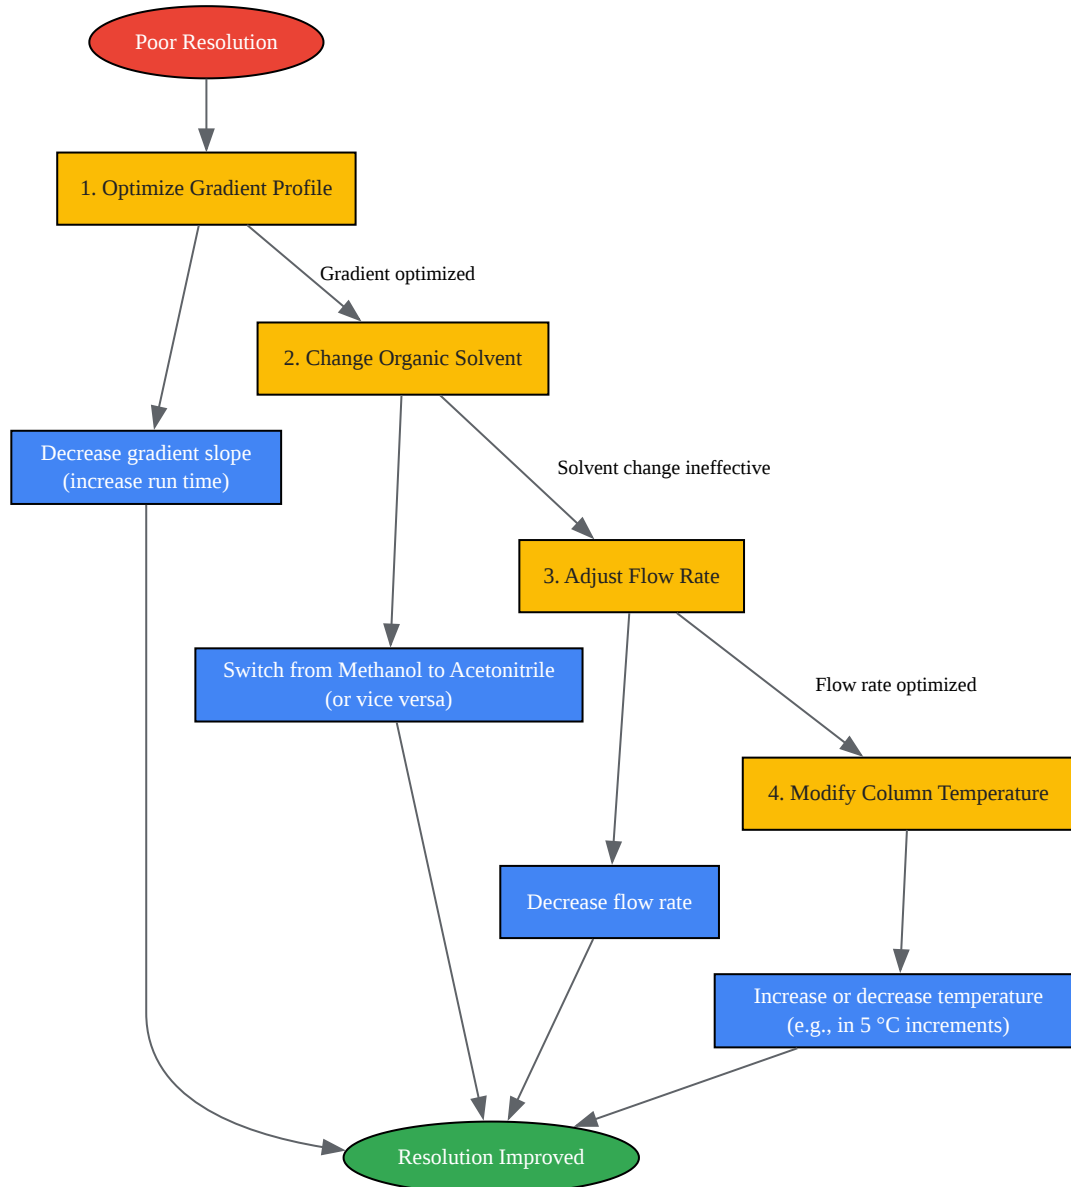 Poor Resolution
1. Optimize Gradient Profile
Gradient optimized
2. Change Organic Solvent
Decrease gradient slope
(increase run time)
Solvent change ineffective
3. Adjust Flow Rate
Switch from Methanol to Acetonitrile
(or vice versa)
Flow rate optimized
4. Modify Column Temperature
Decrease flow rate
Increase or decrease temperature
(e.g., in 5 °C increments)
Resolution Improved